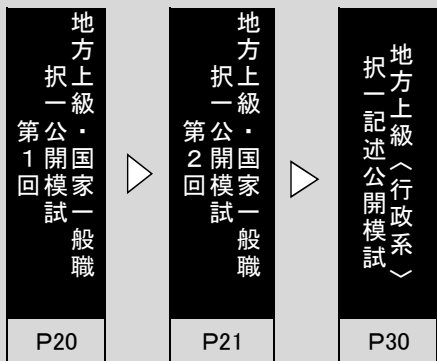 地方上級・国家一般職
択一公開模試
第１回
P20
地方上級・国家一般職
択一公開模試
第２回
P21
地方上級〈行政系〉
択一記述公開模試
P30